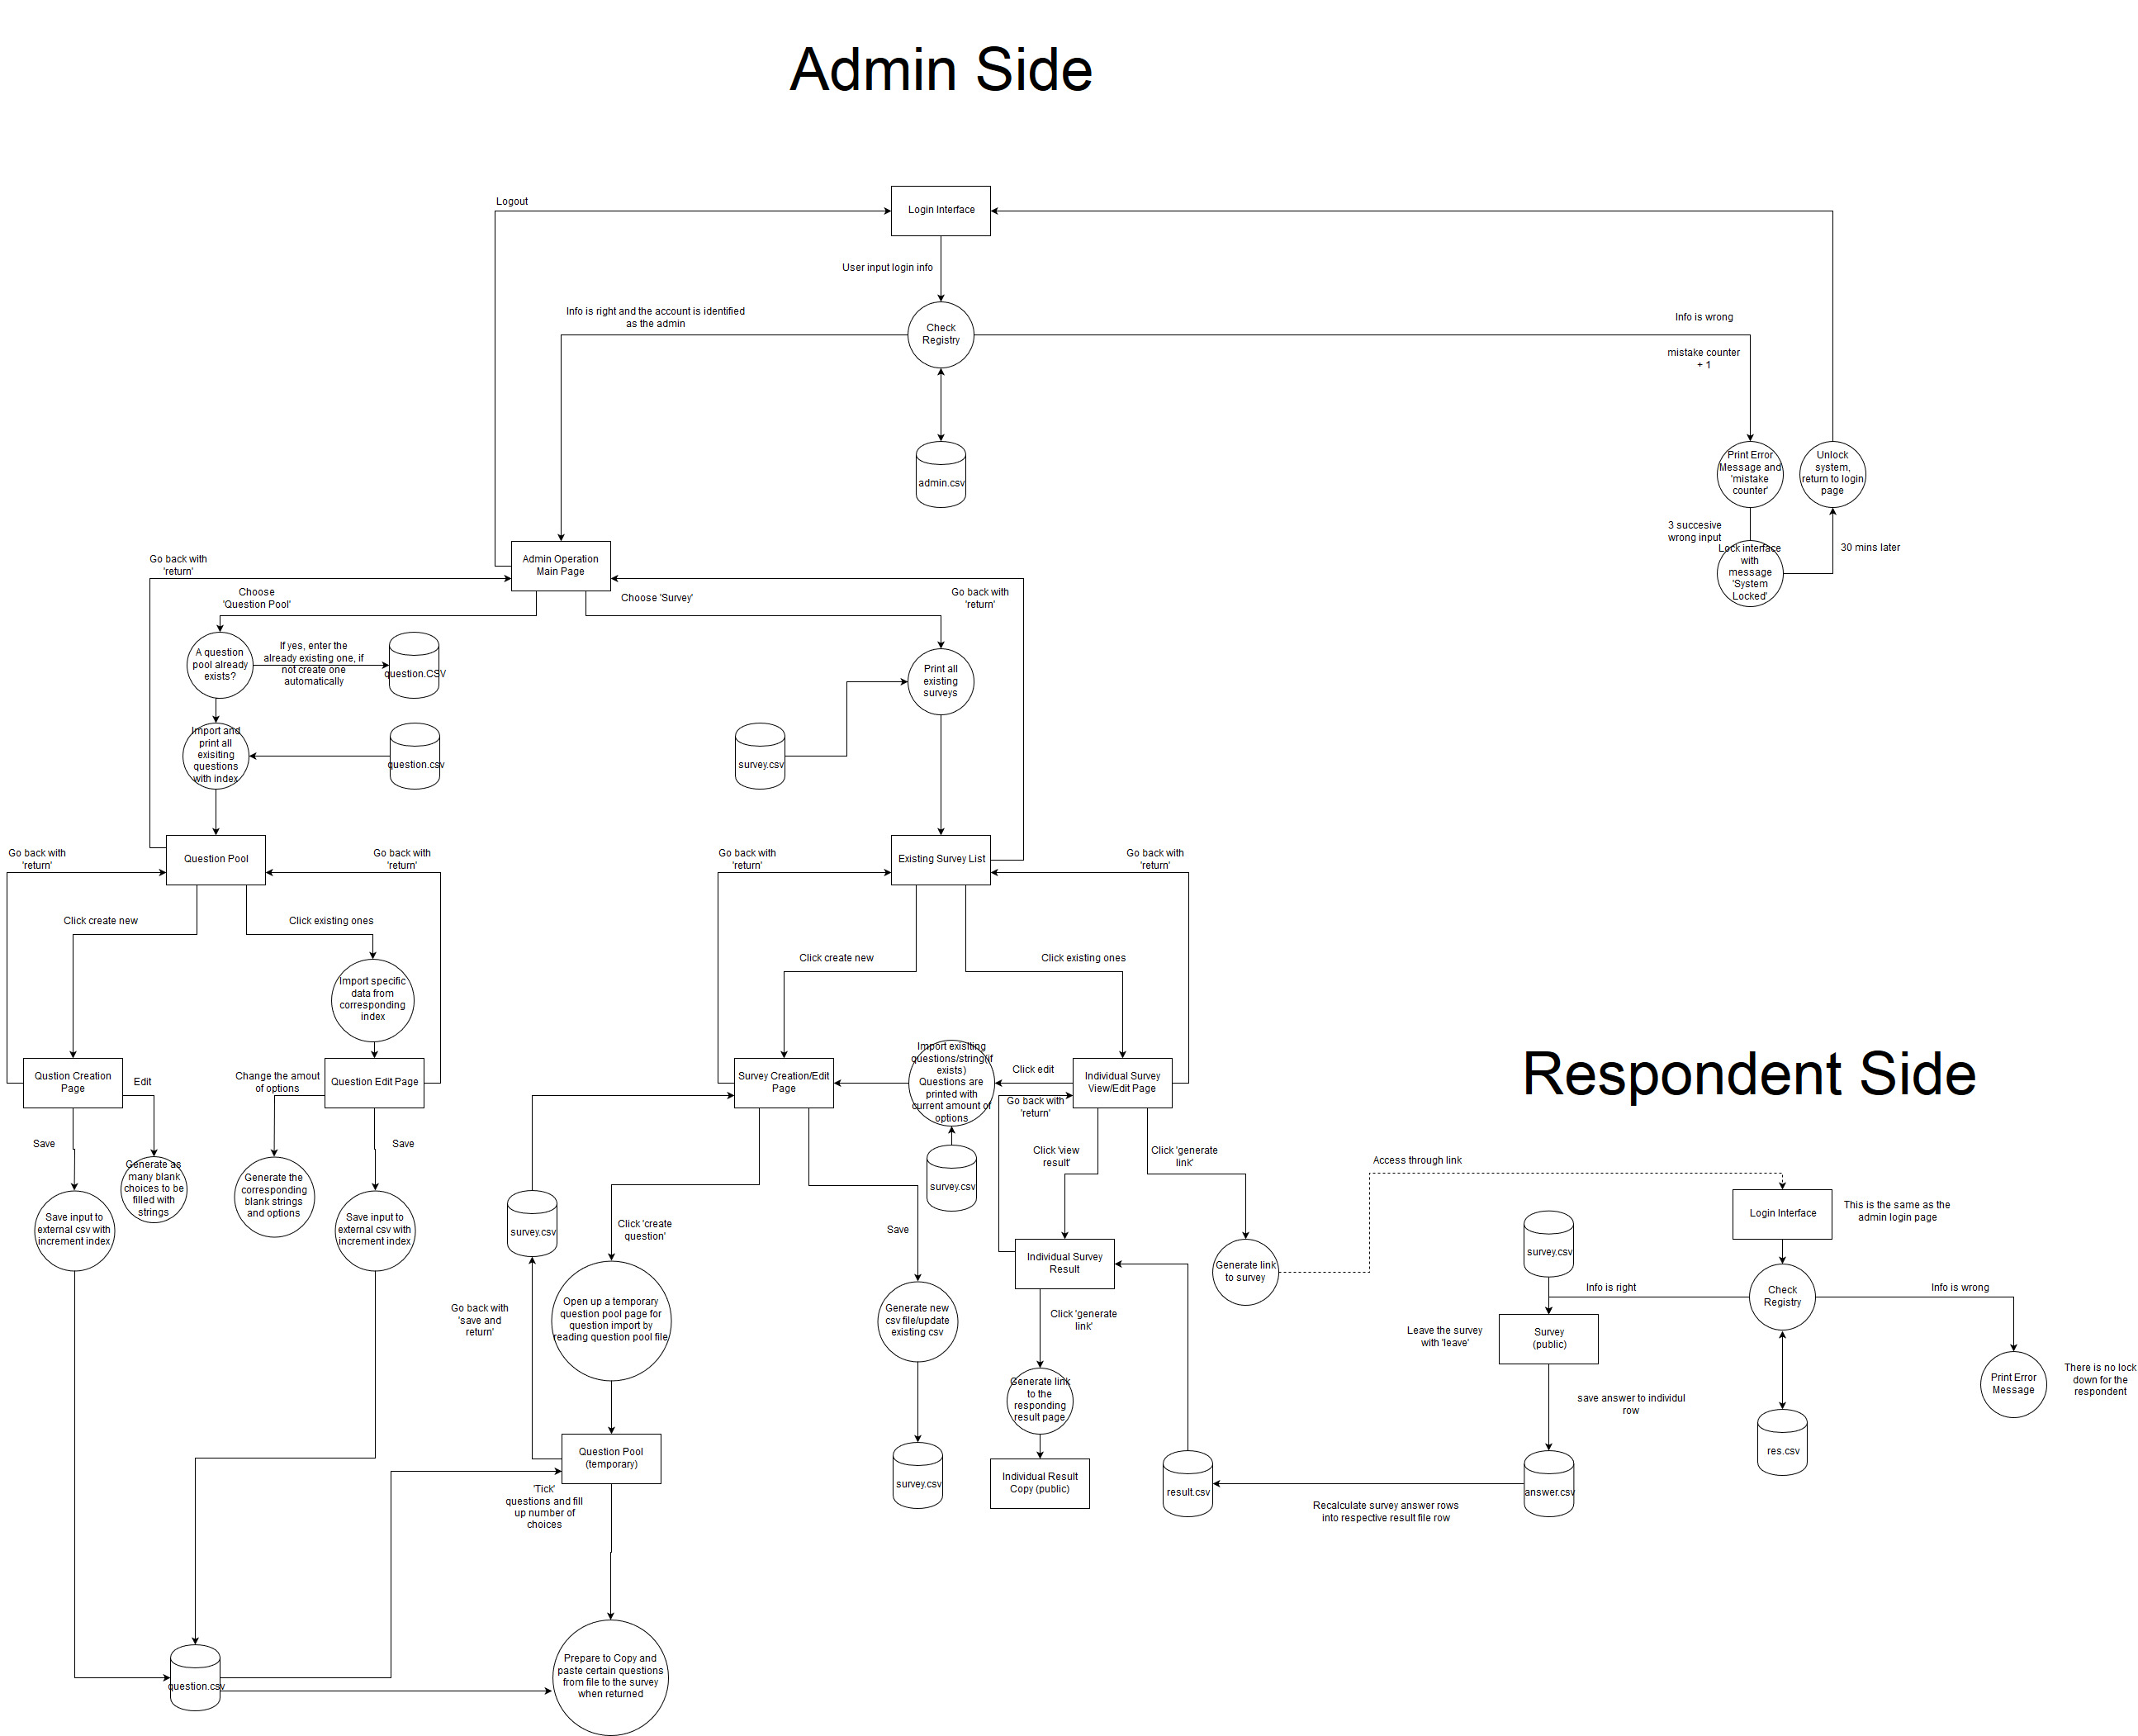 Admin Side
Logout
Login Interface
User input login info
Info is right and the account is identified
as the admin
Check
Registry
Info is wrong
mistake counter
+ 1
admin.csv
Print Error
Message and
'mistake
counter'
Unlock
system,
return to login
page
3 succesive
wrong input
Lock interface
with
message
'System
Locked'
30 mins later
Go back with
'return'
Admin Operation
Main Page
Choose
'Question Pool'
Choose 'Survey'
Go back with
'return'
A question
pool already
exists?
If yes, enter the
already existing one, if
not create one
automatically
question.CSV
Print all
existing
surveys
Import and
print all
exisiting
questions
with index
question.csv
survey.csv
Go back with
'return'
Question Pool
Go back with
'return'
Go back with
'return'
Existing Survey List
Go back with
'return'
Click create new
Click existing ones
Click create new
Click existing ones
Import specific
data from
corresponding
index
Qustion Creation
Page
Edit
Change the amout
of options
Question Edit Page
Survey Creation/Edit
Page
Import exisiting
questions/string(if
exists)
Questions are
printed with
current amount of
options
Click edit
Individual Survey
View/Edit Page
Go back with
'return'
Respondent Side
Save
Generate as
many blank
choices to be
filled with
strings
Save
Generate the
corresponding
blank strings
and options
Save input to
external csv with
increment index
Save input to
external csv with
increment index
survey.csv
Click 'create
question'
Save
survey.csv
Click 'view
result'
Click 'generate
link'
Access through link
Login Interface
This is the same as the
admin login page
Individual Survey
Result
Generate link
to survey
survey.csv
Info is right
Check
Registry
Info is wrong
Go back with
'save and
return'
Open up a temporary
question pool page for
question import by
reading question pool file
Generate new
csv file/update
existing csv
Click 'generate
link'
Leave the survey
with 'leave'
Survey
(public)
Print Error
Message
There is no lock
down for the
respondent
Generate link
to the
responding
result page
save answer to individul
row
res.csv
Question Pool
(temporary)
'Tick'
questions and fill
up number of
choices
survey.csv
Individual Result
Copy (public)
result.csv
Recalculate survey answer rows
into respective result file row
answer.csv
question.csv
Prepare to Copy and
paste certain questions
from file to the survey
when returned